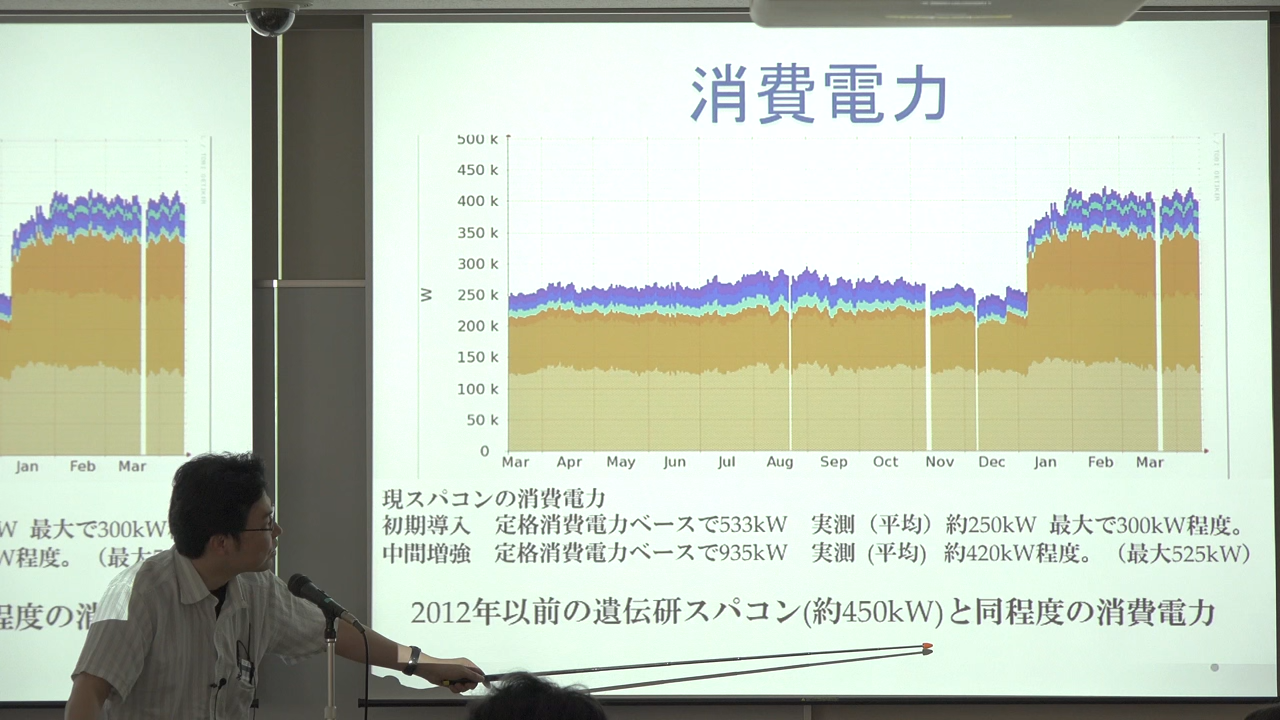 消費電力
500 k
450 k
400 k
350 k
300 k
250 k
200 k
150 k
100 k
50 k
0
W
Mar Apr May Jun Jul Aug Sep Oct Nov Dec Jan Feb Mar
現スパコンの消費電力
初期導入 定格消費電力ベースで533kW 実測（平均）約250kW 最大で300kW程度。
中間増強 定格消費電力ベースで935kW 実測 (平均) 約420kW程度。（最大525kW）
2012年以前の遺伝研スパコン(約450kW)と同程度の消費電力
Jan Feb Mar
W 最大で300kW
W程度。（最大
程度の消